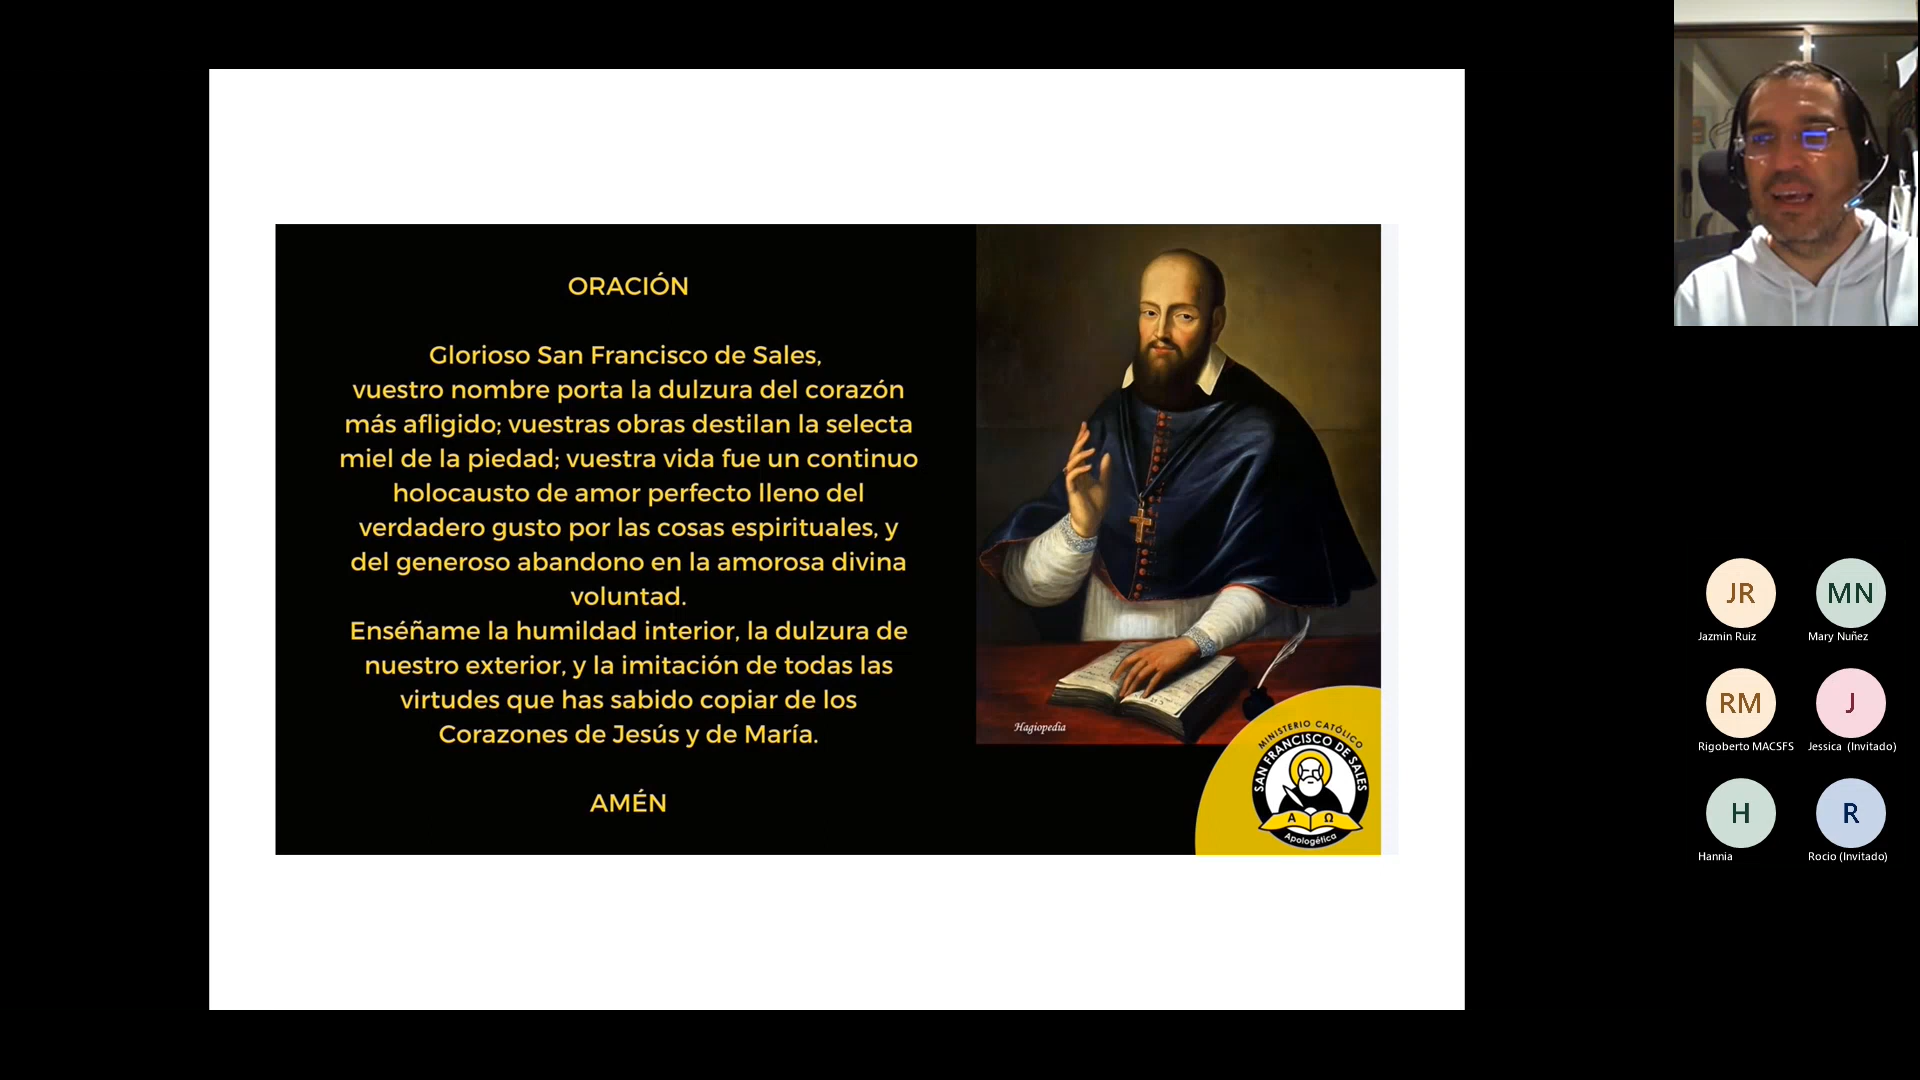 ORACIÓN
Glorioso San Francisco de Sales,
vuestro nombre porta la dulzura del corazón
más afligido; vuestras obras destilan la selecta
miel de la piedad; vuestra vida fue un continuo
holocausto de amor perfecto lleno del
verdadero gusto por las cosas espirituales, y
del generoso abandono en la amorosa divina
voluntad.
Enséñame la humildad interior, la dulzura de
nuestro exterior, y la imitación de todas las
virtudes que has sabido copiar de los
Corazones de Jesús y de María.
AMÉN
Hagiopedia
MINISTERIO CATÓLICO
SAN FRANCISCO DE SALES
Α Ω
Apologética
JR
Jazmin Ruiz
MN
Mary Nuñez
RM
Rigoberto MACSFS
J
Jessica (Invitado)
H
Hannia
R
Rocio (Invitado)